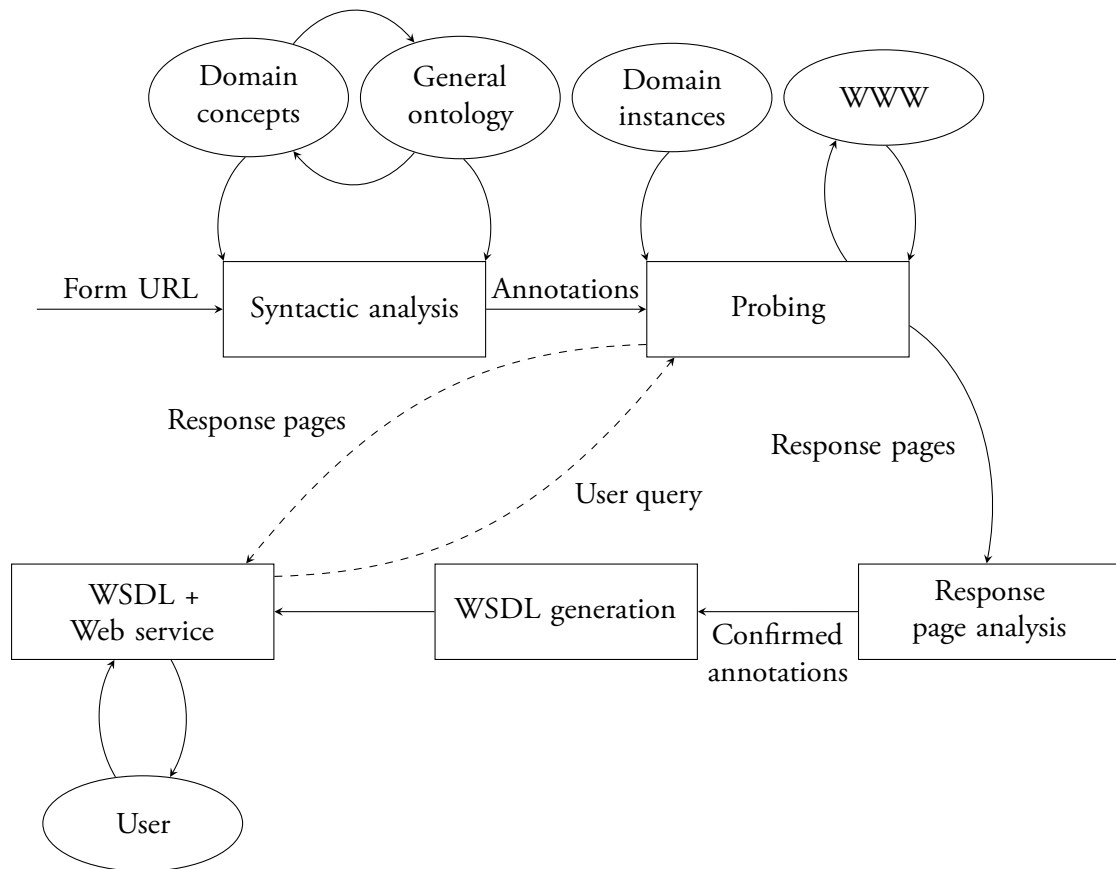 Domain
concepts
General
ontology
Domain
instances
WWW
Form URL
Syntactic analysis
Annotations
Probing
Response pages
Response pages
User query
WSDL +
Web service
WSDL generation
Confirmed
annotations
Response
page analysis
User